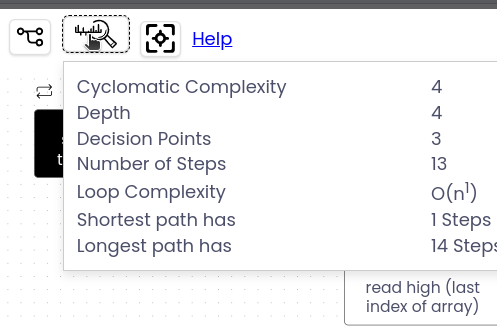 Help
Cyclomatic Complexity 4
Depth 4
Decision Points 3
Number of Steps 13
Loop Complexity O(n¹)
Shortest path has 1 Steps
Longest path has 14 Steps
read high (last
index of array)